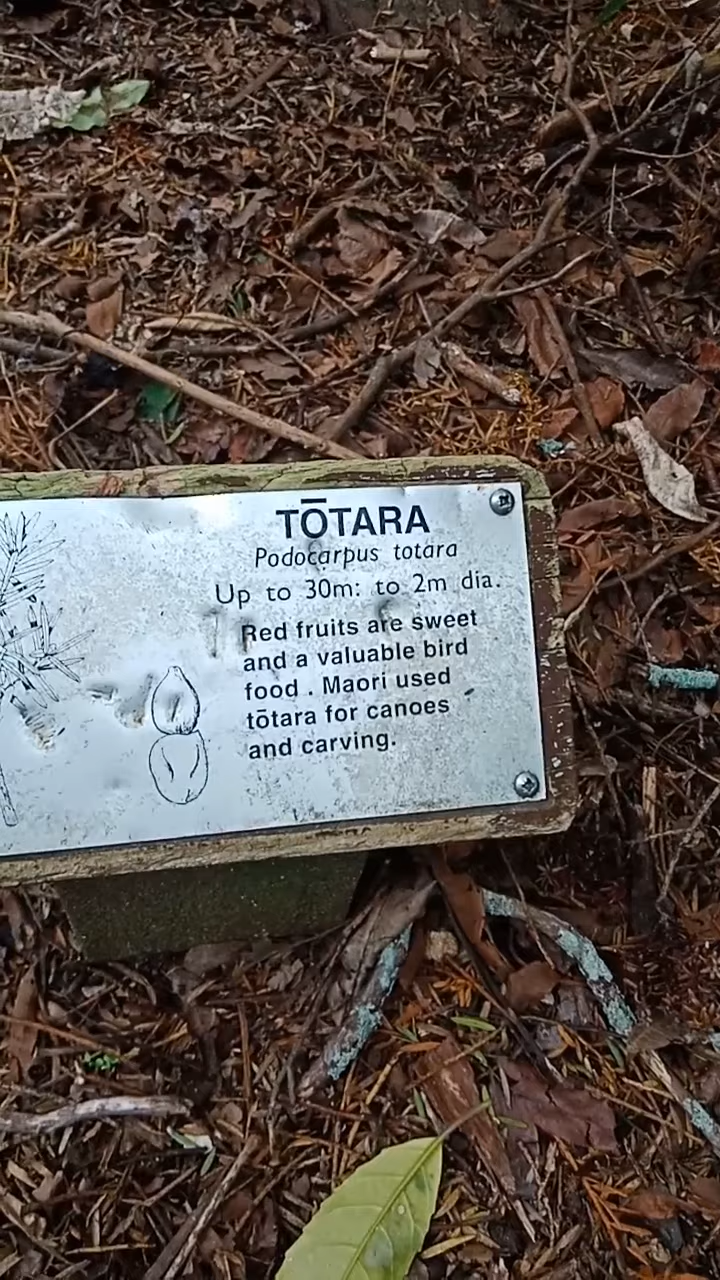 TŌTARA
Podocarpus totara
Up to 30m: to 2m dia.
Red fruits are sweet
and a valuable bird
food . Maori used
tōtara for canoes
and carving.